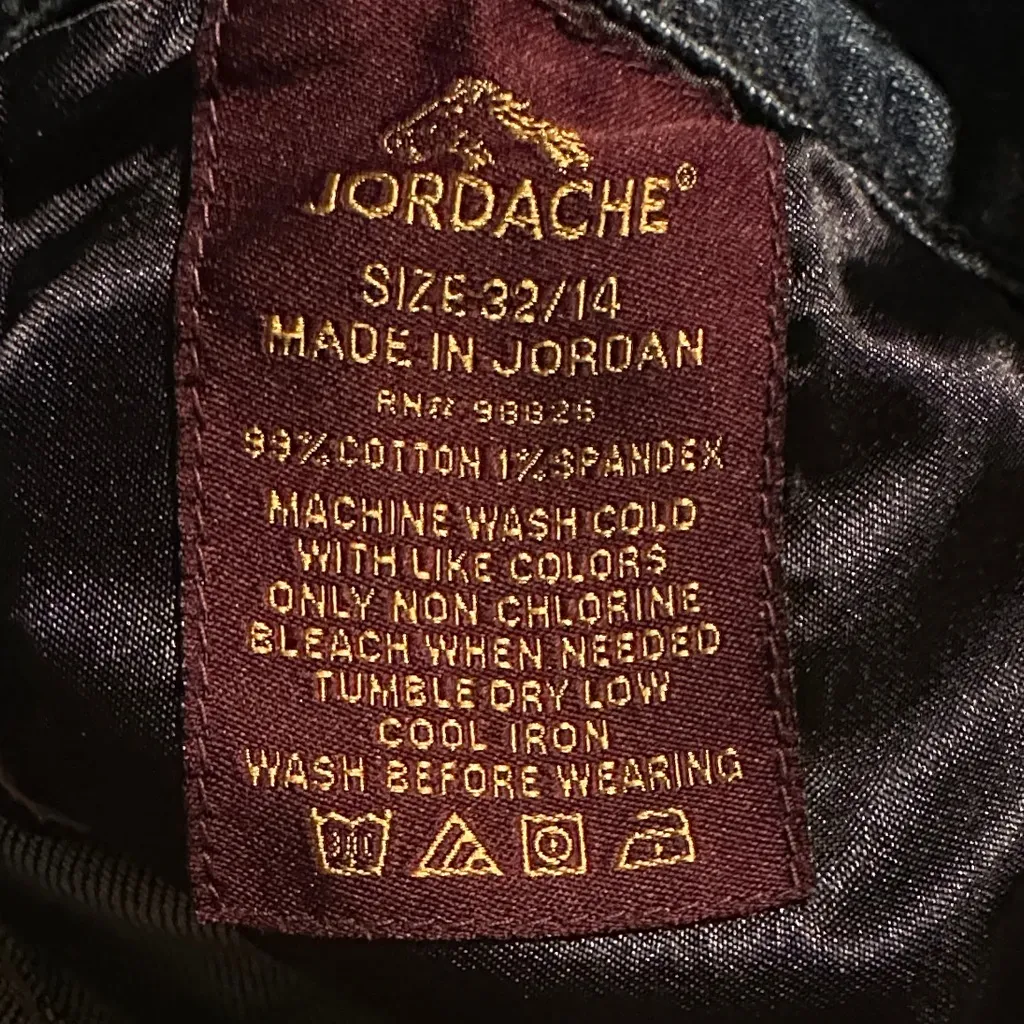 JORDACHE®
SIZE 32/14
MADE IN JORDAN
RN#
99% COTTON 1% SPANDEX
MACHINE WASH COLD
WITH LIKE COLORS
ONLY NON CHLORINE
BLEACH WHEN NEEDED
TUMBLE DRY LOW
COOL IRON
WASH BEFORE WEARING